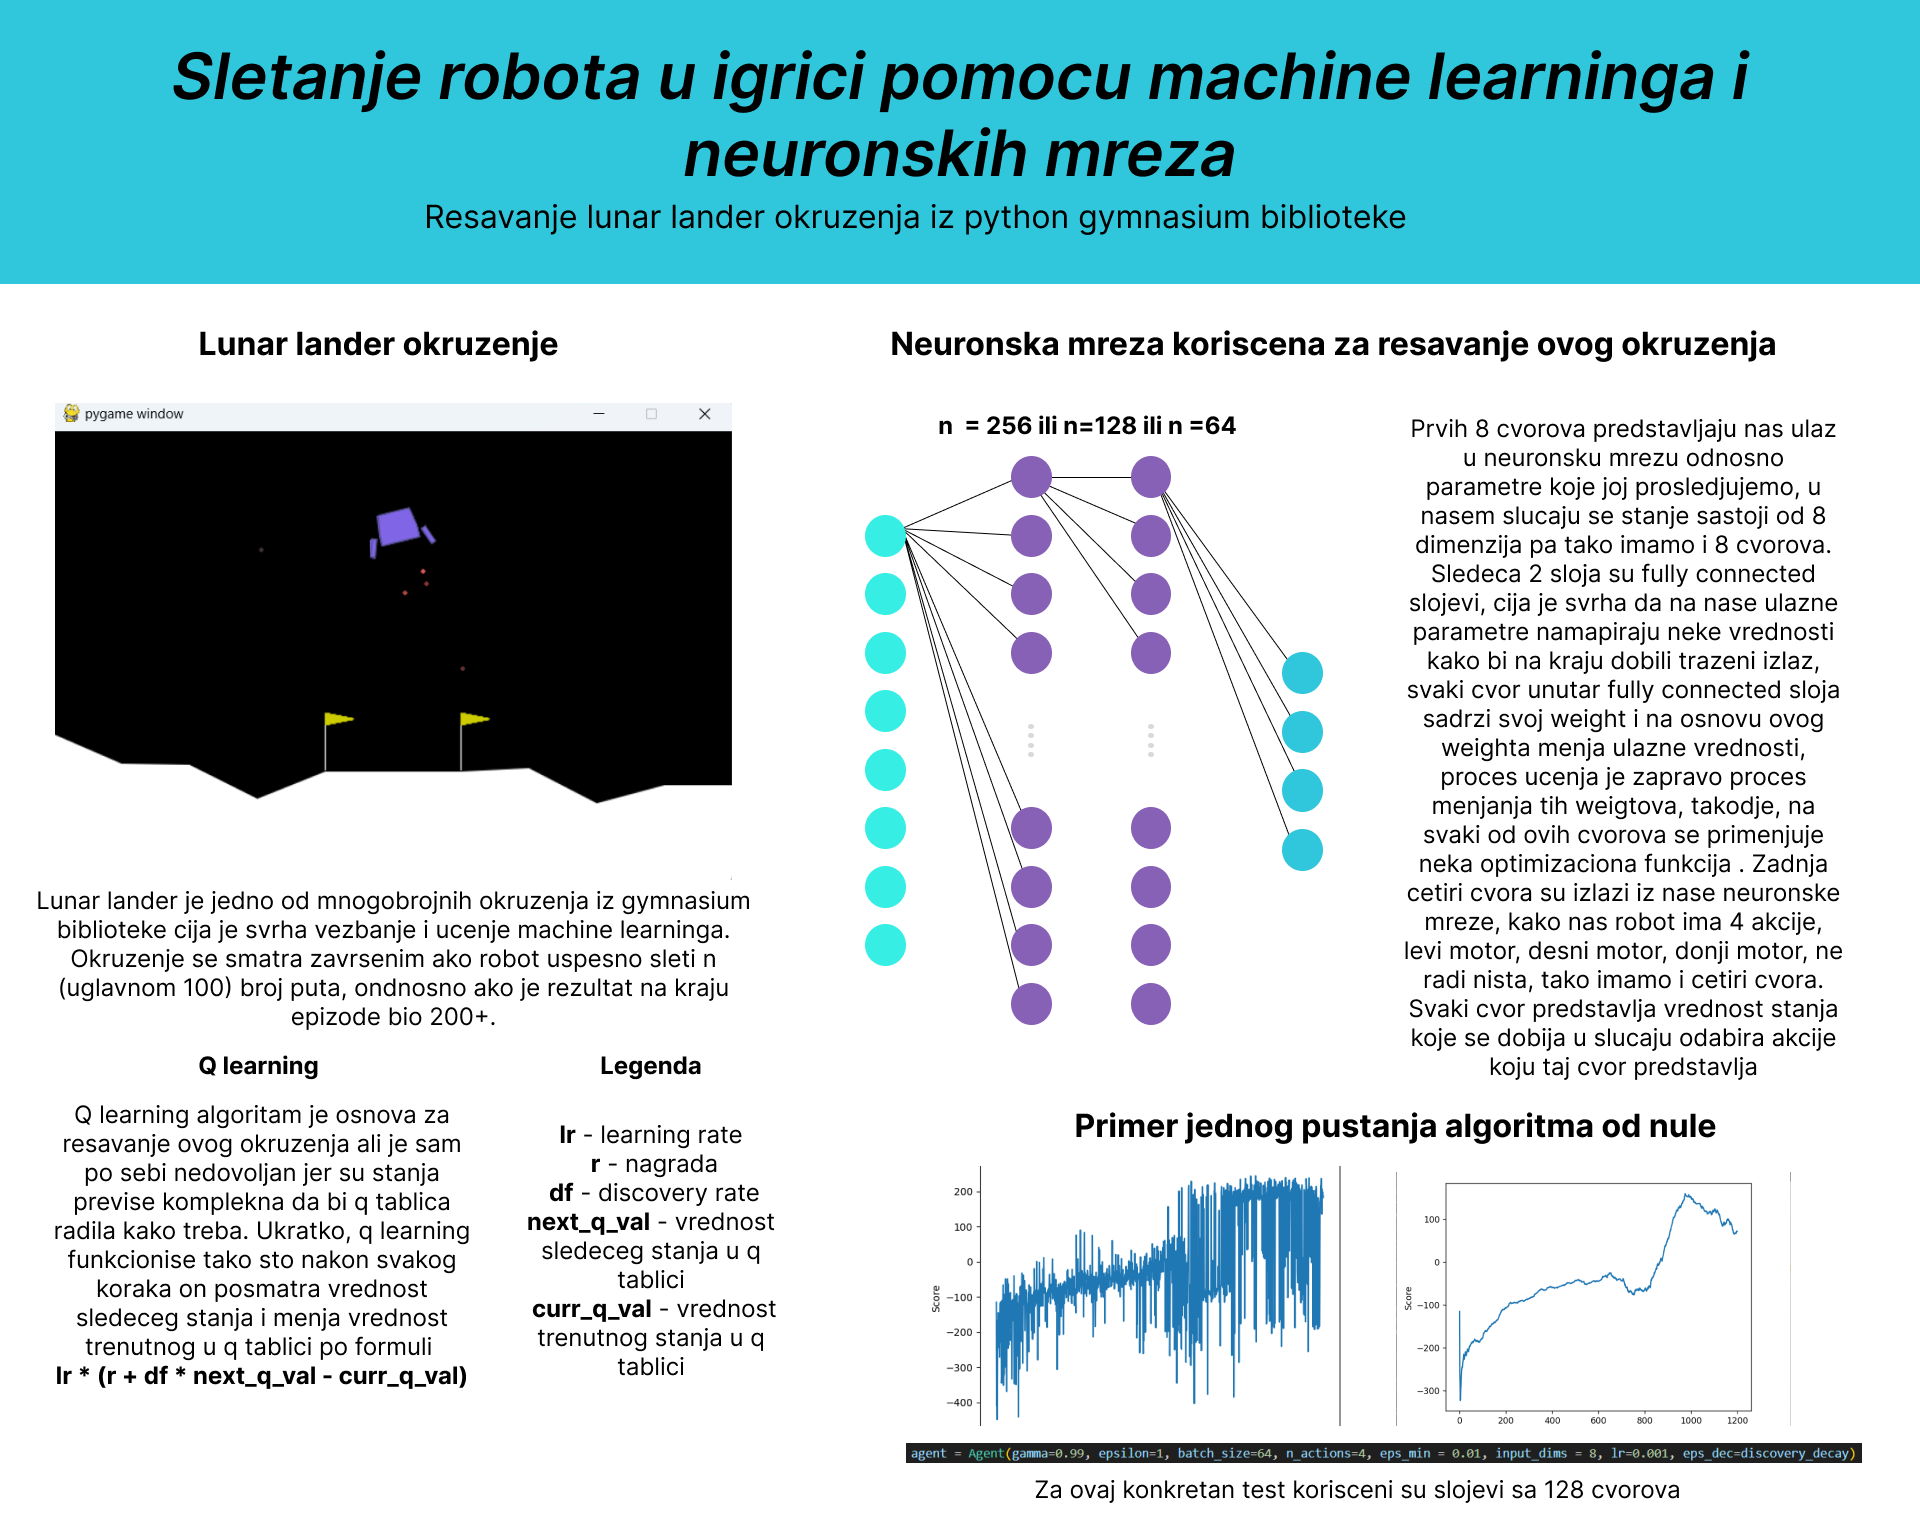 Sletanje robota u igrici pomocu machine learninga i
neuronskih mreza
Resavanje lunar lander okruzenja iz python gymnasium biblioteke
Lunar lander okruzenje
pygame window
Lunar lander je jedno od mnogobrojnih okruzenja iz gymnasium
biblioteke cija je svrha vezbanje i ucenje machine learninga.
Okruzenje se smatra zavrsenim ako robot uspesno sleti n
(uglavnom 100) broj puta, ondnosno ako je rezultat na kraju
epizode bio 200+.
Q learning
Q learning algoritam je osnova za
resavanje ovog okruzenja ali je sam
po sebi nedovoljan jer su stanja
previse komplekna da bi q tablica
radila kako treba. Ukratko, q learning
funkcionise tako sto nakon svakog
koraka on posmatra vrednost
sledeceg stanja i menja vrednost
trenutnog u q tablici po formuli
lr * (r + df * next_q_val - curr_q_val)
Legenda
lr - learning rate
r - nagrada
df - discovery rate
next_q_val - vrednost
sledeceg stanja u q
tablici
curr_q_val - vrednost
trenutnog stanja u q
tablici
Neuronska mreza koriscena za resavanje ovog okruzenja
n  = 256 ili n=128 ili n =64
Prvih 8 cvorova predstavljaju nas ulaz
u neuronsku mrezu odnosno
parametre koje joj prosledjujemo, u
nasem slucaju se stanje sastoji od 8
dimenzija pa tako imamo i 8 cvorova.
Sledeca 2 sloja su fully connected
slojevi, cija je svrha da na nase ulazne
parametre namapiraju neke vrednosti
kako bi na kraju dobili trazeni izlaz,
svaki cvor unutar fully connected sloja
sadrzi svoj weight i na osnovu ovog
weighta menja ulazne vrednosti,
proces ucenja je zapravo proces
menjanja tih weigtova, takodje, na
svaki od ovih cvorova se primenjuje
neka optimizaciona funkcija . Zadnja
cetiri cvora su izlazi iz nase neuronske
mreze, kako nas robot ima 4 akcije,
levi motor, desni motor, donji motor, ne
radi nista, tako imamo i cetiri cvora.
Svaki cvor predstavlja vrednost stanja
koje se dobija u slucaju odabira akcije
koju taj cvor predstavlja
Primer jednog pustanja algoritma od nule
Score
200
100
0
−100
−200
−300
−400
Score
100
0
−100
−200
−300
0 200 400 600 800 1000 1200
agent = Agent(gamma=0.99, epsilon=1, batch_size=64, n_actions=4, eps_min = 0.01, input_dims = 8, lr=0.001, eps_dec=discovery_decay)
Za ovaj konkretan test korisceni su slojevi sa 128 cvorova